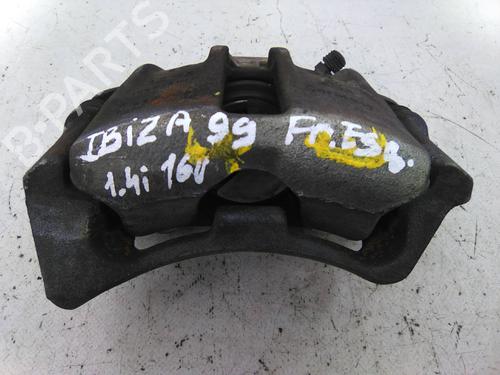 B-PARTS
IBIZA 99 Fr.Esq.
1.4i 16V